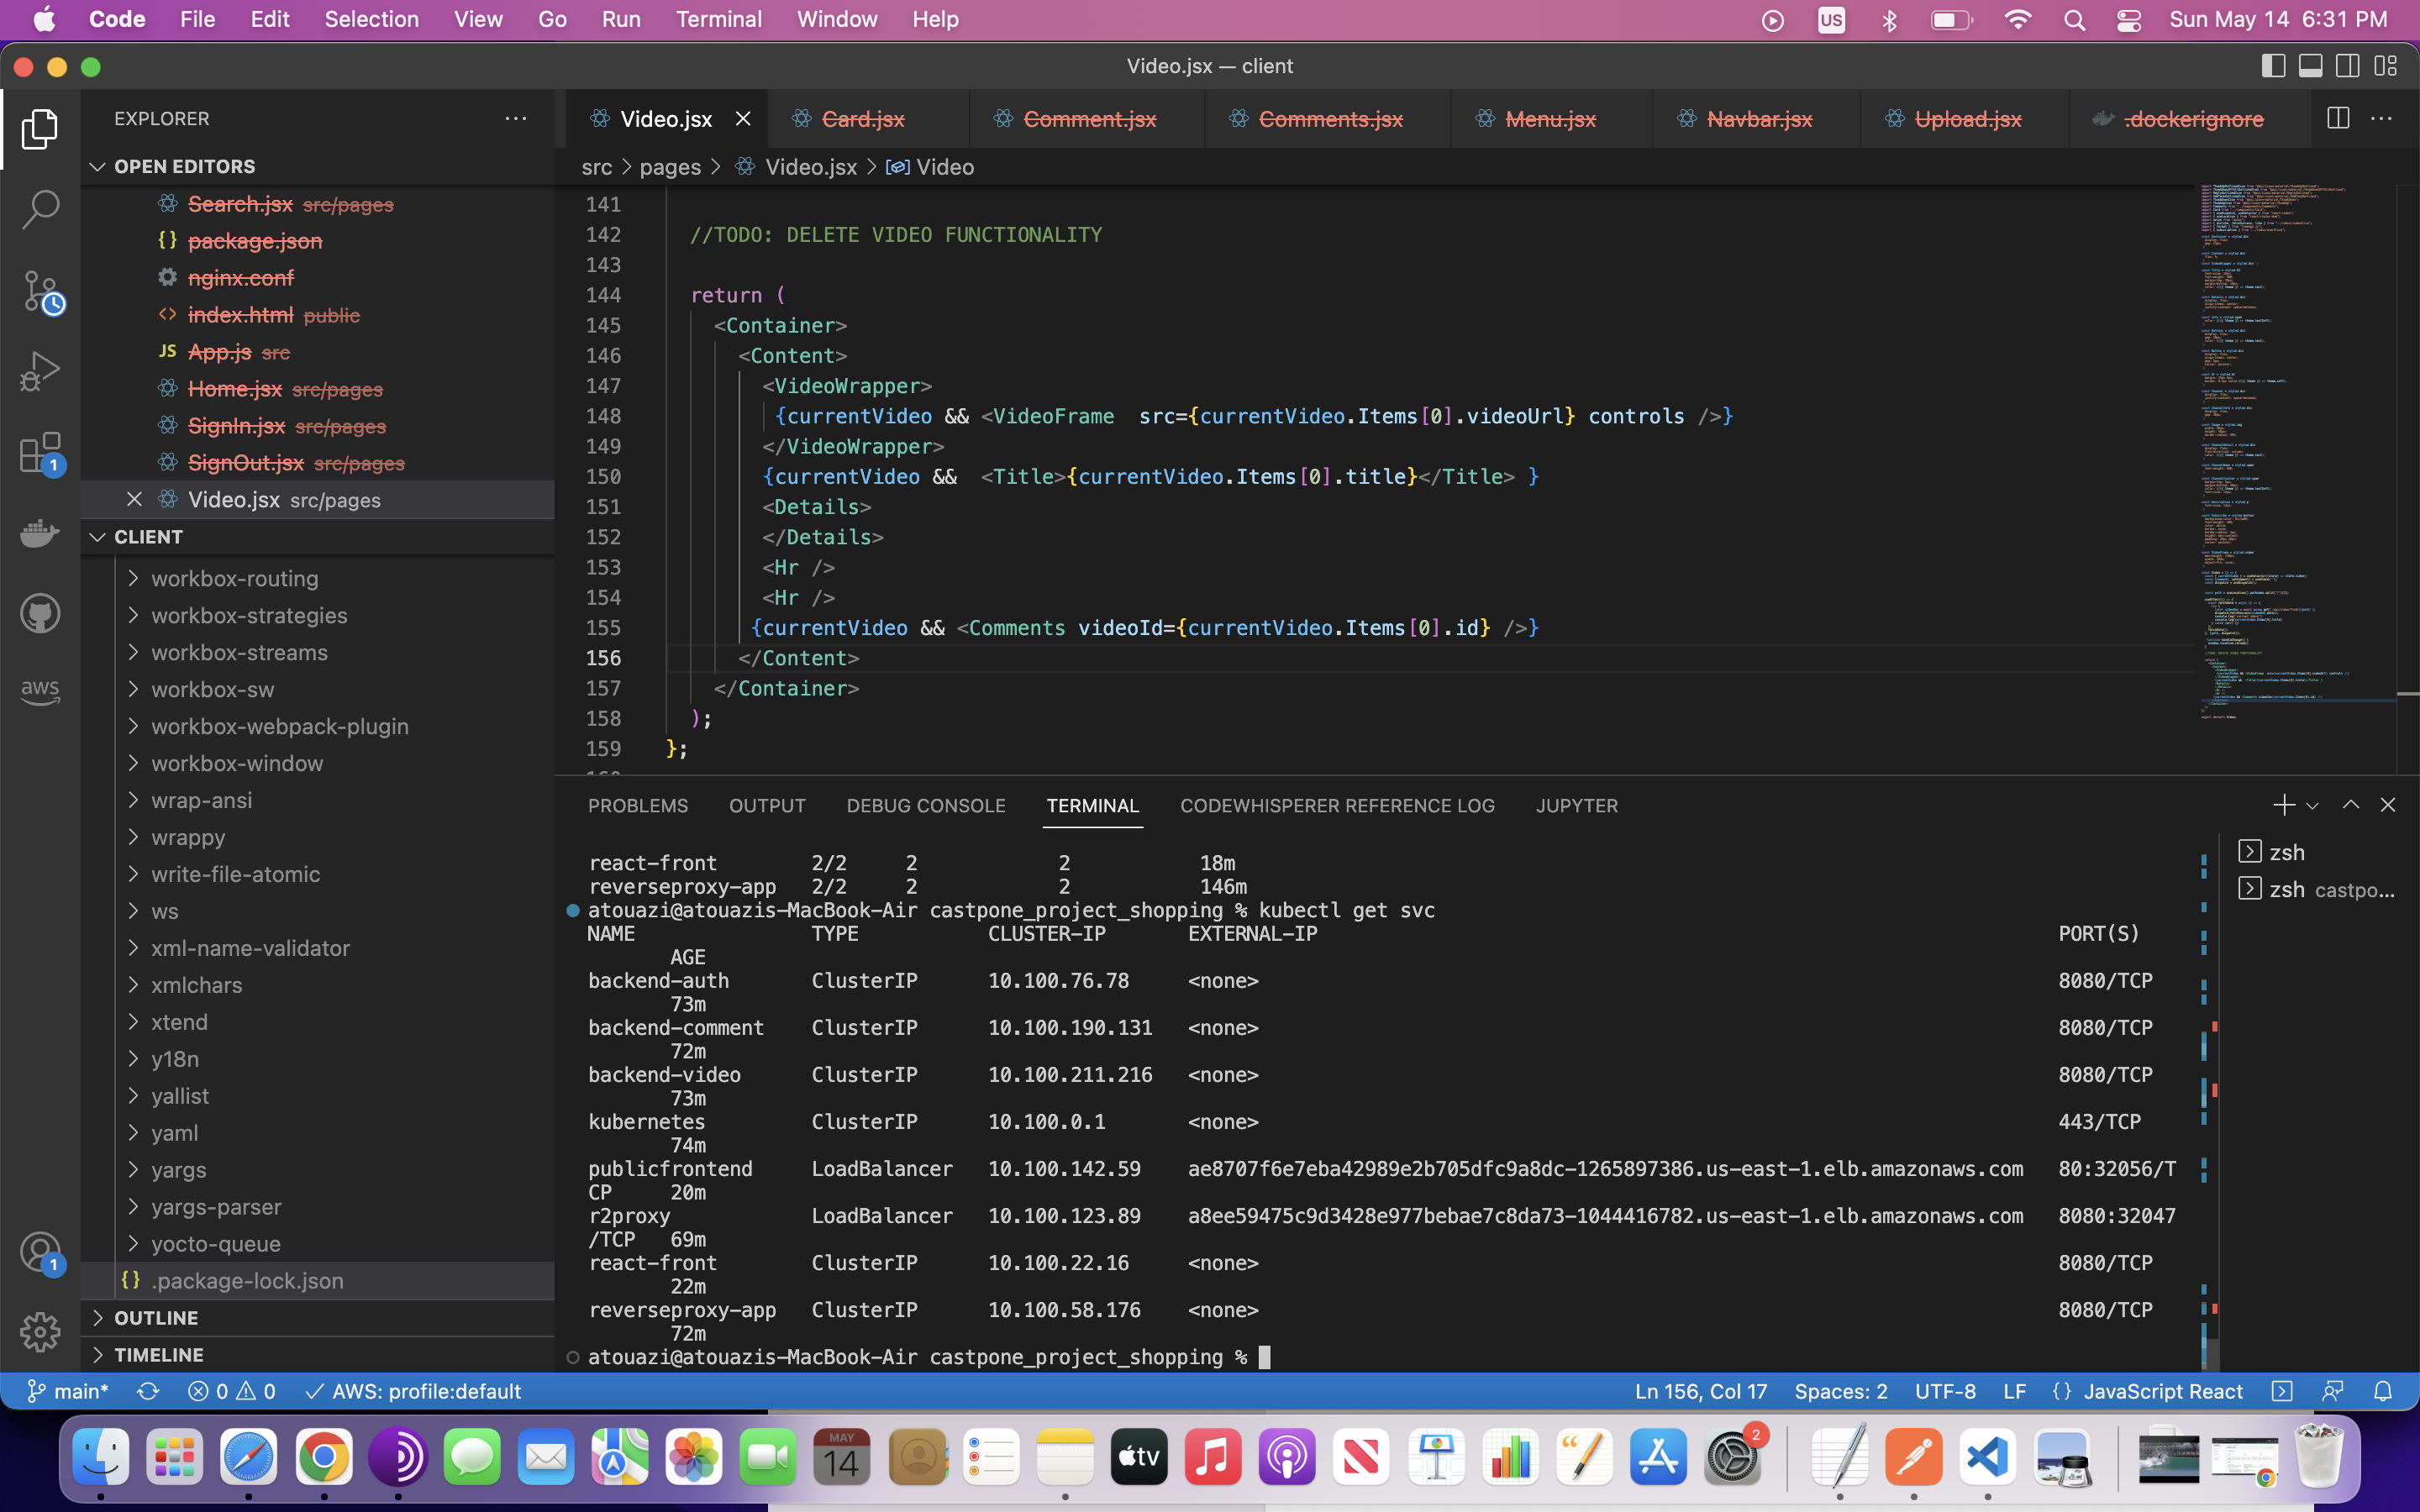 Code File Edit Selection View Go Run Terminal Window Help US Sun May 14 6:31 PM
Video.jsx — client
EXPLORER
Video.jsx Card.jsx Comment.jsx Comments.jsx Menu.jsx Navbar.jsx Upload.jsx .dockerignore
OPEN EDITORS
src > pages > Video.jsx > Video
Search.jsx src/pages
{} package.json
nginx.conf
<> index.html public
JS App.js src
Home.jsx src/pages
SignIn.jsx src/pages
SignOut.jsx src/pages
Video.jsx src/pages
CLIENT
workbox-routing
workbox-strategies
workbox-streams
workbox-sw
workbox-webpack-plugin
workbox-window
wrap-ansi
wrappy
write-file-atomic
ws
xml-name-validator
xmlchars
xtend
y18n
yallist
yaml
yargs
yargs-parser
yocto-queue
{} .package-lock.json
OUTLINE
TIMELINE
1
aws
1
141
142 //TODO: DELETE VIDEO FUNCTIONALITY
143
144 return (
145 <Container>
146 <Content>
147 <VideoWrapper>
148 {currentVideo && <VideoFrame src={currentVideo.Items[0].videoUrl} controls />}
149 </VideoWrapper>
150 {currentVideo && <Title>{currentVideo.Items[0].title}</Title> }
151 <Details>
152 </Details>
153 <Hr />
154 <Hr />
155 {currentVideo && <Comments videoId={currentVideo.Items[0].id} />}
156 </Content>
157 </Container>
158 );
159 };
PROBLEMS OUTPUT DEBUG CONSOLE TERMINAL CODEWHISPERER REFERENCE LOG JUPYTER
react-front 2/2 2 2 18m
reverseproxy-app 2/2 2 2 146m
atouazi@atouazis-MacBook-Air castpone_project_shopping % kubectl get svc
NAME TYPE CLUSTER-IP EXTERNAL-IP PORT(S)
AGE
backend-auth ClusterIP 10.100.76.78 <none> 8080/TCP
73m
backend-comment ClusterIP 10.100.190.131 <none> 8080/TCP
72m
backend-video ClusterIP 10.100.211.216 <none> 8080/TCP
73m
kubernetes ClusterIP 10.100.0.1 <none> 443/TCP
74m
publicfrontend LoadBalancer 10.100.142.59 ae8707f6e7eba42989e2b705dfc9a8dc-1265897386.us-east-1.elb.amazonaws.com 80:32056/T
CP 20m
r2proxy LoadBalancer 10.100.123.89 a8ee59475c9d3428e977bebae7c8da73-1044416782.us-east-1.elb.amazonaws.com 8080:32047
/TCP 69m
react-front ClusterIP 10.100.22.16 <none> 8080/TCP
22m
reverseproxy-app ClusterIP 10.100.58.176 <none> 8080/TCP
72m
atouazi@atouazis-MacBook-Air castpone_project_shopping %
zsh
zsh castpo...
main* 0 0 AWS: profile:default Ln 156, Col 17 Spaces: 2 UTF-8 LF {} JavaScript React
MAY
14
tv
2